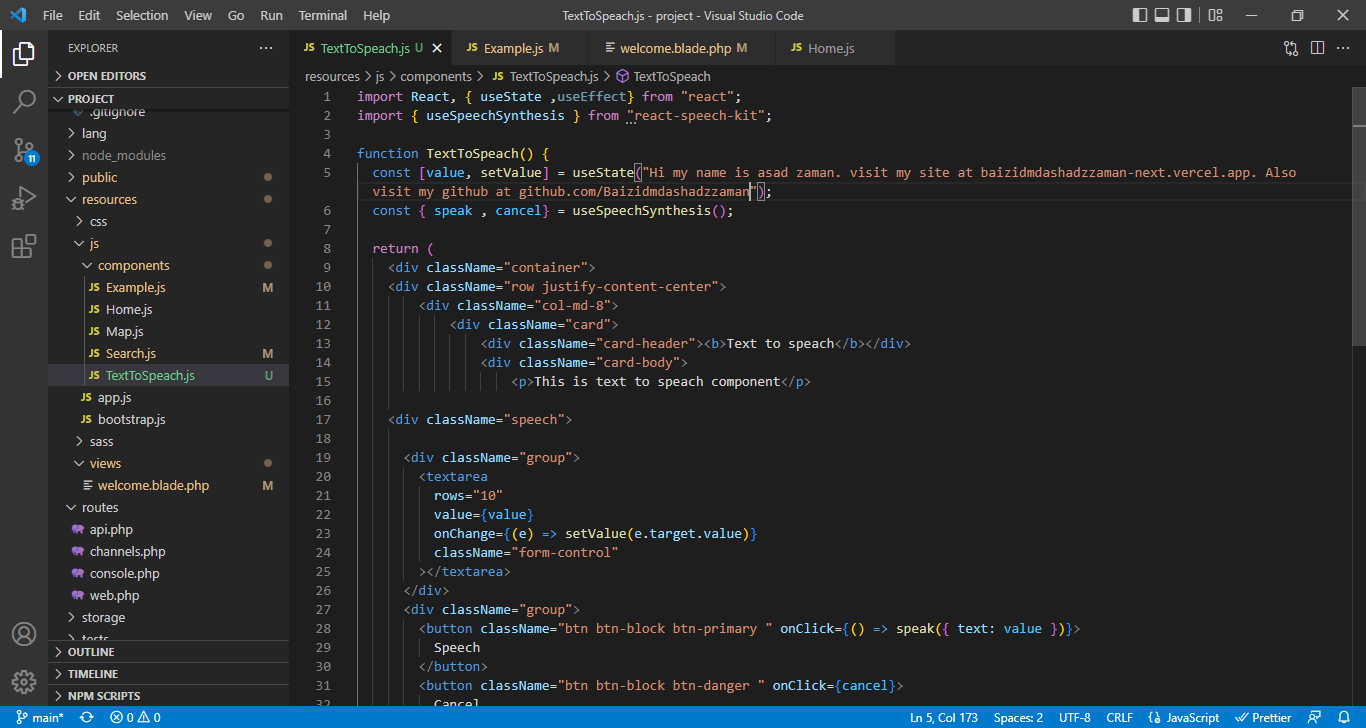 File Edit Selection View Go Run Terminal Help TextToSpeach.js - project - Visual Studio Code
EXPLORER
OPEN EDITORS
PROJECT
.gitignore
lang
node_modules
public
resources
css
js
components
JS Example.js M
JS Home.js
JS Map.js
JS Search.js M
JS TextToSpeach.js U
JS app.js
JS bootstrap.js
sass
views
welcome.blade.php M
routes
api.php
channels.php
console.php
web.php
storage
tests
OUTLINE
TIMELINE
NPM SCRIPTS
11
JS TextToSpeach.js U JS Example.js M welcome.blade.php M JS Home.js
resources > js > components > JS TextToSpeach.js > TextToSpeach
1 import React, { useState ,useEffect} from "react";
2 import { useSpeechSynthesis } from "react-speech-kit";
3
4 function TextToSpeach() {
5 const [value, setValue] = useState("Hi my name is asad zaman. visit my site at baizidmdashadzzaman-next.vercel.app. Also
visit my github at github.com/Baizidmdashadzzaman");
6 const { speak , cancel} = useSpeechSynthesis();
7
8 return (
9 <div className="container">
10 <div className="row justify-content-center">
11 <div className="col-md-8">
12 <div className="card">
13 <div className="card-header"><b>Text to speach</b></div>
14 <div className="card-body">
15 <p>This is text to speach component</p>
16
17 <div className="speech">
18
19 <div className="group">
20 <textarea
21 rows="10"
22 value={value}
23 onChange={(e) => setValue(e.target.value)}
24 className="form-control"
25 ></textarea>
26 </div>
27 <div className="group">
28 <button className="btn btn-block btn-primary " onClick={() => speak({ text: value })}>
29 Speech
30 </button>
31 <button className="btn btn-block btn-danger " onClick={cancel}>
32 Cancel
main* 0 0 Ln 5, Col 173 Spaces: 2 UTF-8 CRLF JavaScript Prettier